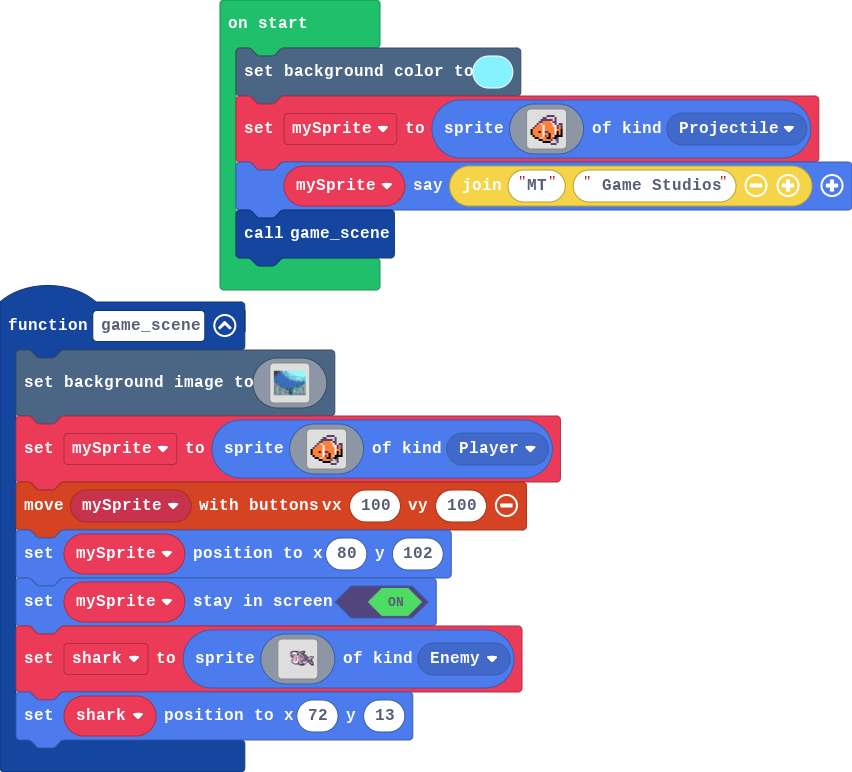 on start
set background color to
set mySprite to sprite of kind Projectile
mySprite say join "MT" " Game Studios"
call game_scene
function game_scene
set background image to
set mySprite to sprite of kind Player
move mySprite with buttons vx 100 vy 100
set mySprite position to x 80 y 102
set mySprite stay in screen ON
set shark to sprite of kind Enemy
set shark position to x 72 y 13